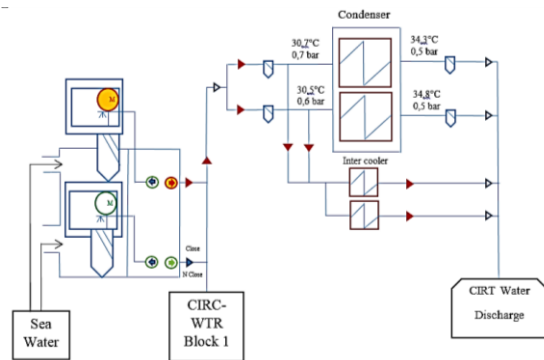 Condenser
30,7°C
0,7 bar
34,3°C
0,5 bar
M
30,5°C
0,6 bar
34,8°C
0,5 bar
Inter cooler
M
Close
N Close
Sea
Water
CIRC-
WTR
Block 1
CIRT Water
Discharge